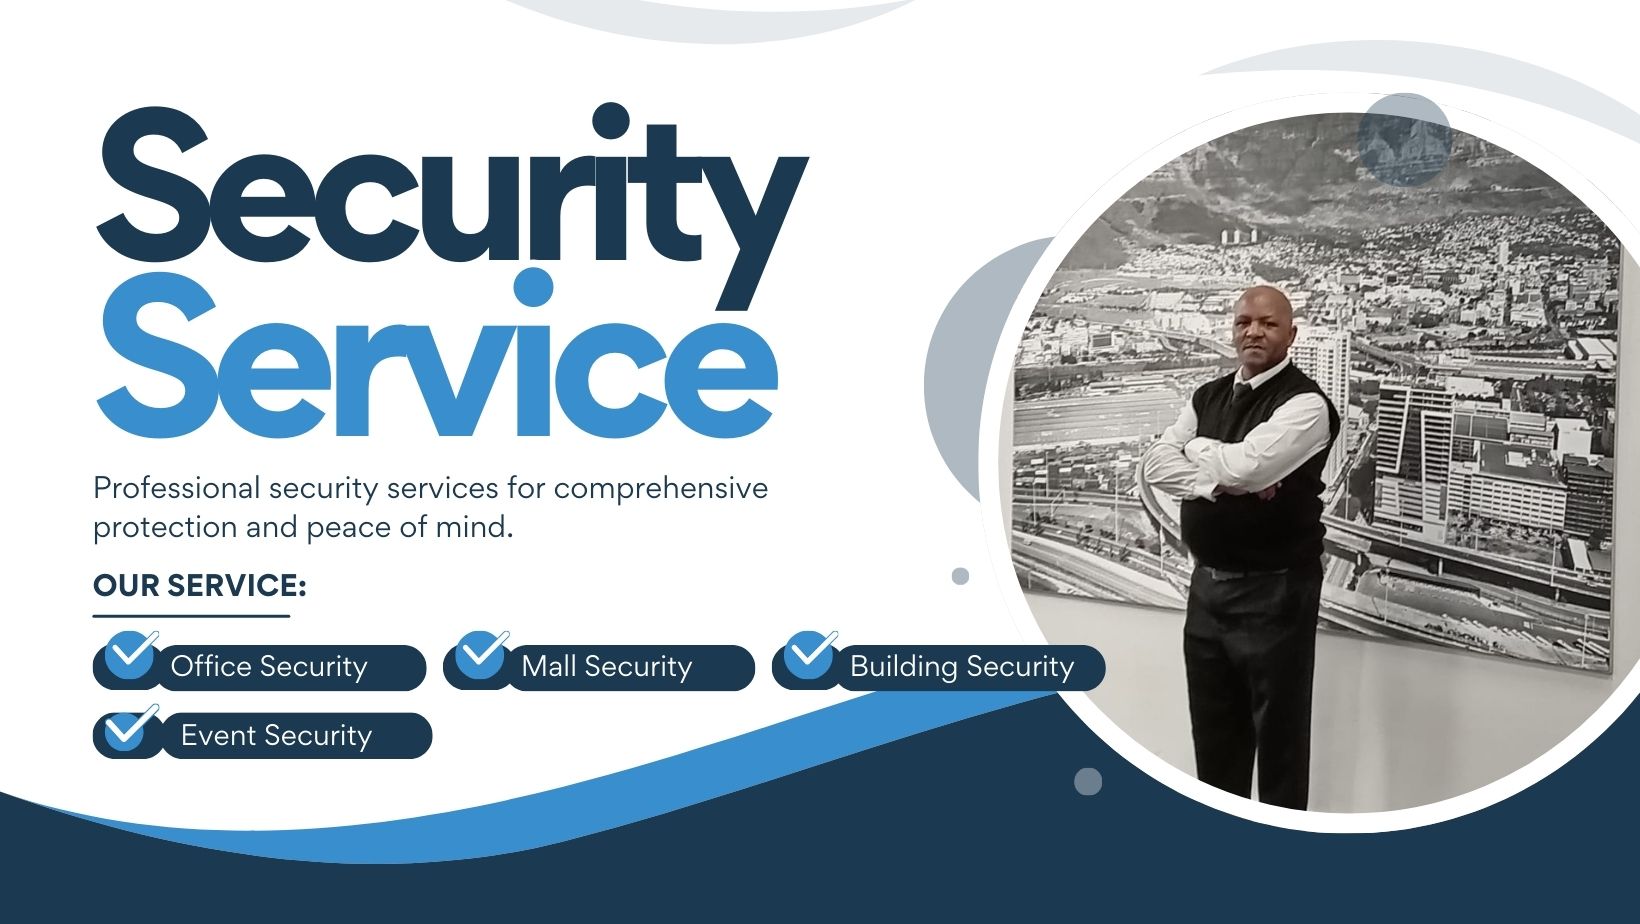 Security
Service
Professional security services for comprehensive
protection and peace of mind.
OUR SERVICE:
Office Security
Mall Security
Building Security
Event Security